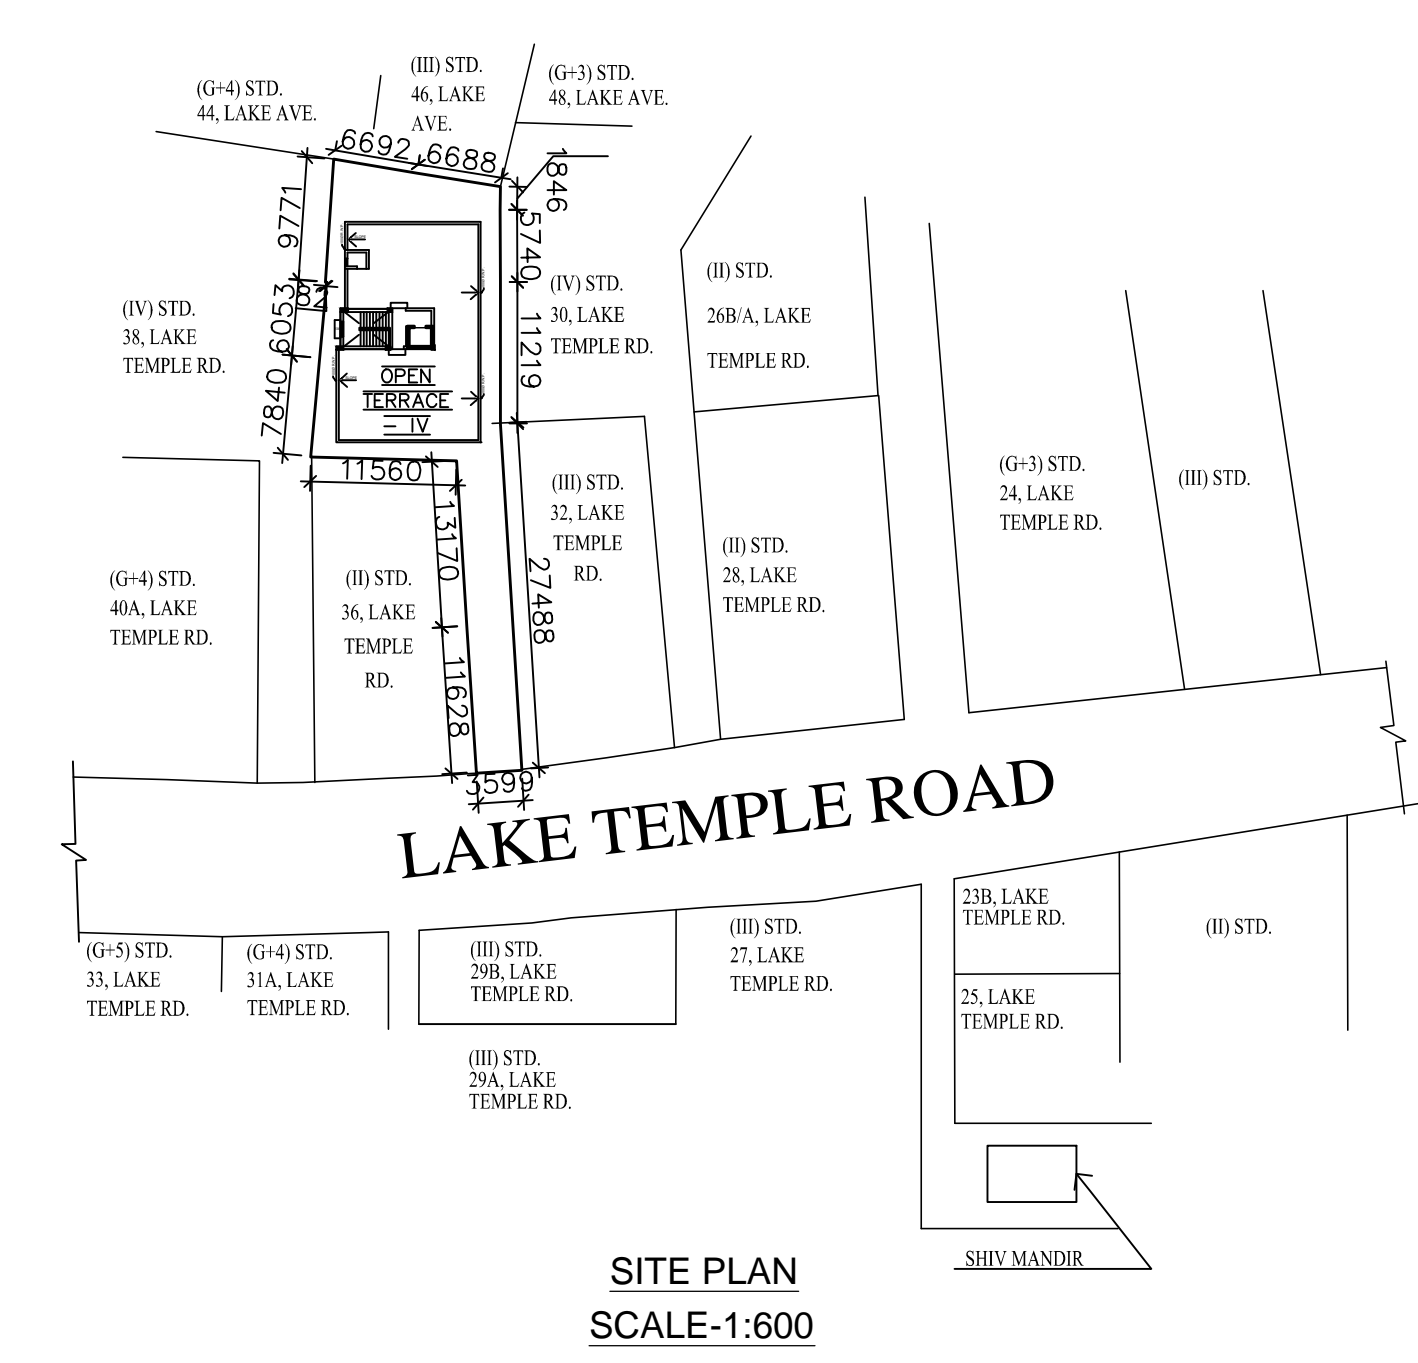 (G+4) STD.
44, LAKE AVE.
(III) STD.
46, LAKE
AVE.
(G+3) STD.
48, LAKE AVE.
6692
6688
1846
9771
5740
82
6053
11219
7840
(IV) STD.
38, LAKE
TEMPLE RD.
OPEN
TERRACE
- IV
(IV) STD.
30, LAKE
TEMPLE RD.
(II) STD.
26B/A, LAKE
TEMPLE RD.
11560
13170
11628
27488
3599
(G+4) STD.
40A, LAKE
TEMPLE RD.
(II) STD.
36, LAKE
TEMPLE
RD.
(III) STD.
32, LAKE
TEMPLE
RD.
(II) STD.
28, LAKE
TEMPLE RD.
(G+3) STD.
24, LAKE
TEMPLE RD.
(III) STD.
LAKE TEMPLE ROAD
(G+5) STD.
33, LAKE
TEMPLE RD.
(G+4) STD.
31A, LAKE
TEMPLE RD.
(III) STD.
29B, LAKE
TEMPLE RD.
(III) STD.
27, LAKE
TEMPLE RD.
23B, LAKE
TEMPLE RD.
(II) STD.
25, LAKE
TEMPLE RD.
(III) STD.
29A, LAKE
TEMPLE RD.
SHIV MANDIR
SITE PLAN
SCALE-1:600